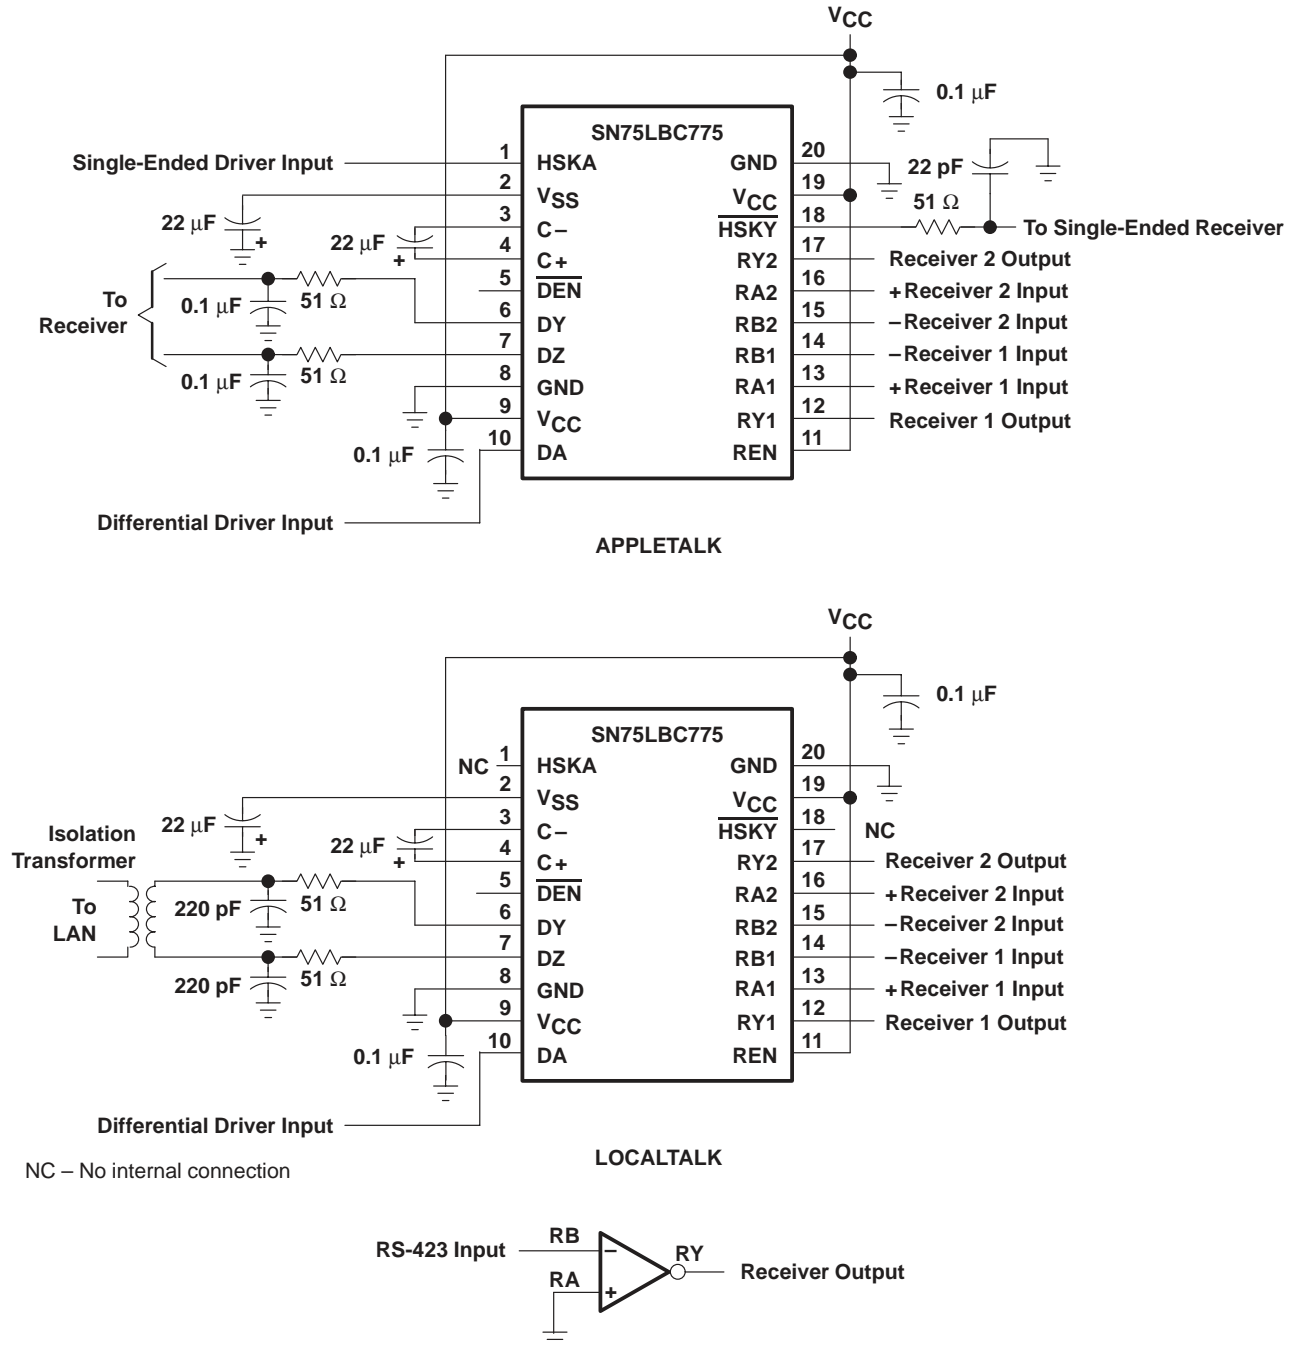 VCC
0.1 μF
SN75LBC775
Single-Ended Driver Input
1 HSKA
GND 20
22 pF
2 VSS
VCC 19
51 Ω
22 μF
+
3 C–
HSKY 18
To Single-Ended Receiver
22 μF
+
4 C+
RY2 17
Receiver 2 Output
5 DEN
RA2 16
+Receiver 2 Input
To
Receiver
0.1 μF
51 Ω
6 DY
RB2 15
–Receiver 2 Input
7 DZ
RB1 14
–Receiver 1 Input
0.1 μF
51 Ω
8 GND
RA1 13
+Receiver 1 Input
9 VCC
RY1 12
Receiver 1 Output
0.1 μF
10 DA
REN 11
Differential Driver Input
APPLETALK
VCC
0.1 μF
SN75LBC775
NC
1 HSKA
GND 20
2 VSS
VCC 19
22 μF
+
3 C–
HSKY 18
NC
Isolation
Transformer
22 μF
+
4 C+
RY2 17
Receiver 2 Output
5 DEN
RA2 16
+Receiver 2 Input
To
LAN
220 pF
51 Ω
6 DY
RB2 15
–Receiver 2 Input
7 DZ
RB1 14
–Receiver 1 Input
220 pF
51 Ω
8 GND
RA1 13
+Receiver 1 Input
9 VCC
RY1 12
Receiver 1 Output
0.1 μF
10 DA
REN 11
Differential Driver Input
LOCALTALK
NC – No internal connection
RS-423 Input
RB
–
RY
Receiver Output
RA
+